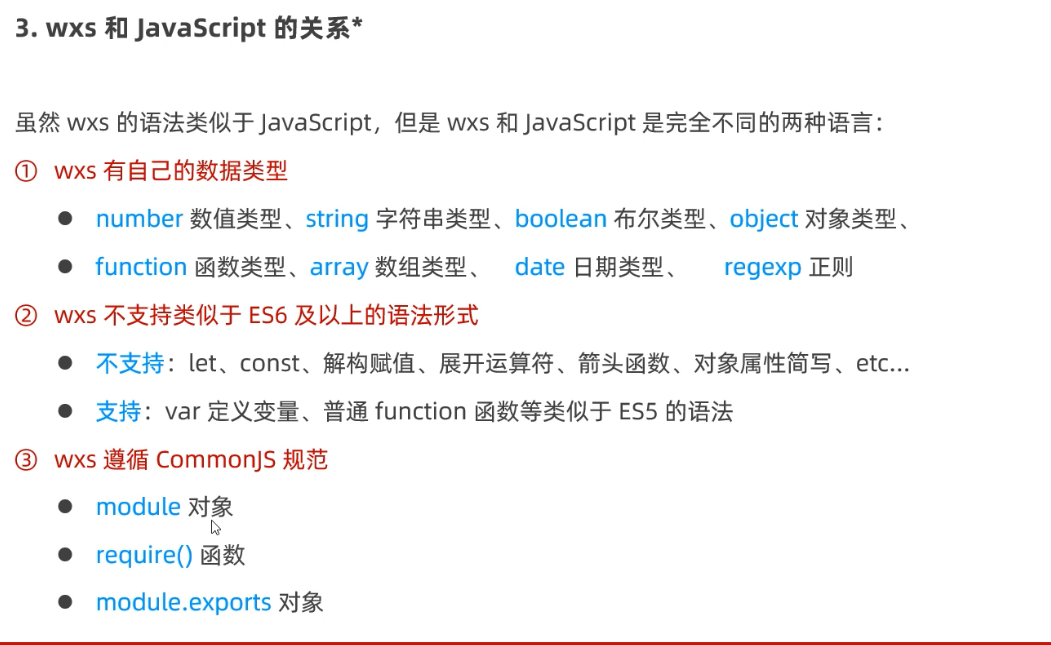 3. wxs 和 JavaScript 的关系*
虽然 wxs 的语法类似于 JavaScript，但是 wxs 和 JavaScript 是完全不同的两种语言：
① wxs 有自己的数据类型
● number 数值类型、string 字符串类型、boolean 布尔类型、object 对象类型、
● function 函数类型、array 数组类型、 date 日期类型、 regexp 正则
② wxs 不支持类似于 ES6 及以上的语法形式
● 不支持：let、const、解构赋值、展开运算符、箭头函数、对象属性简写、etc...
● 支持：var 定义变量、普通 function 函数等类似于 ES5 的语法
③ wxs 遵循 CommonJS 规范
● module 对象
● require() 函数
● module.exports 对象